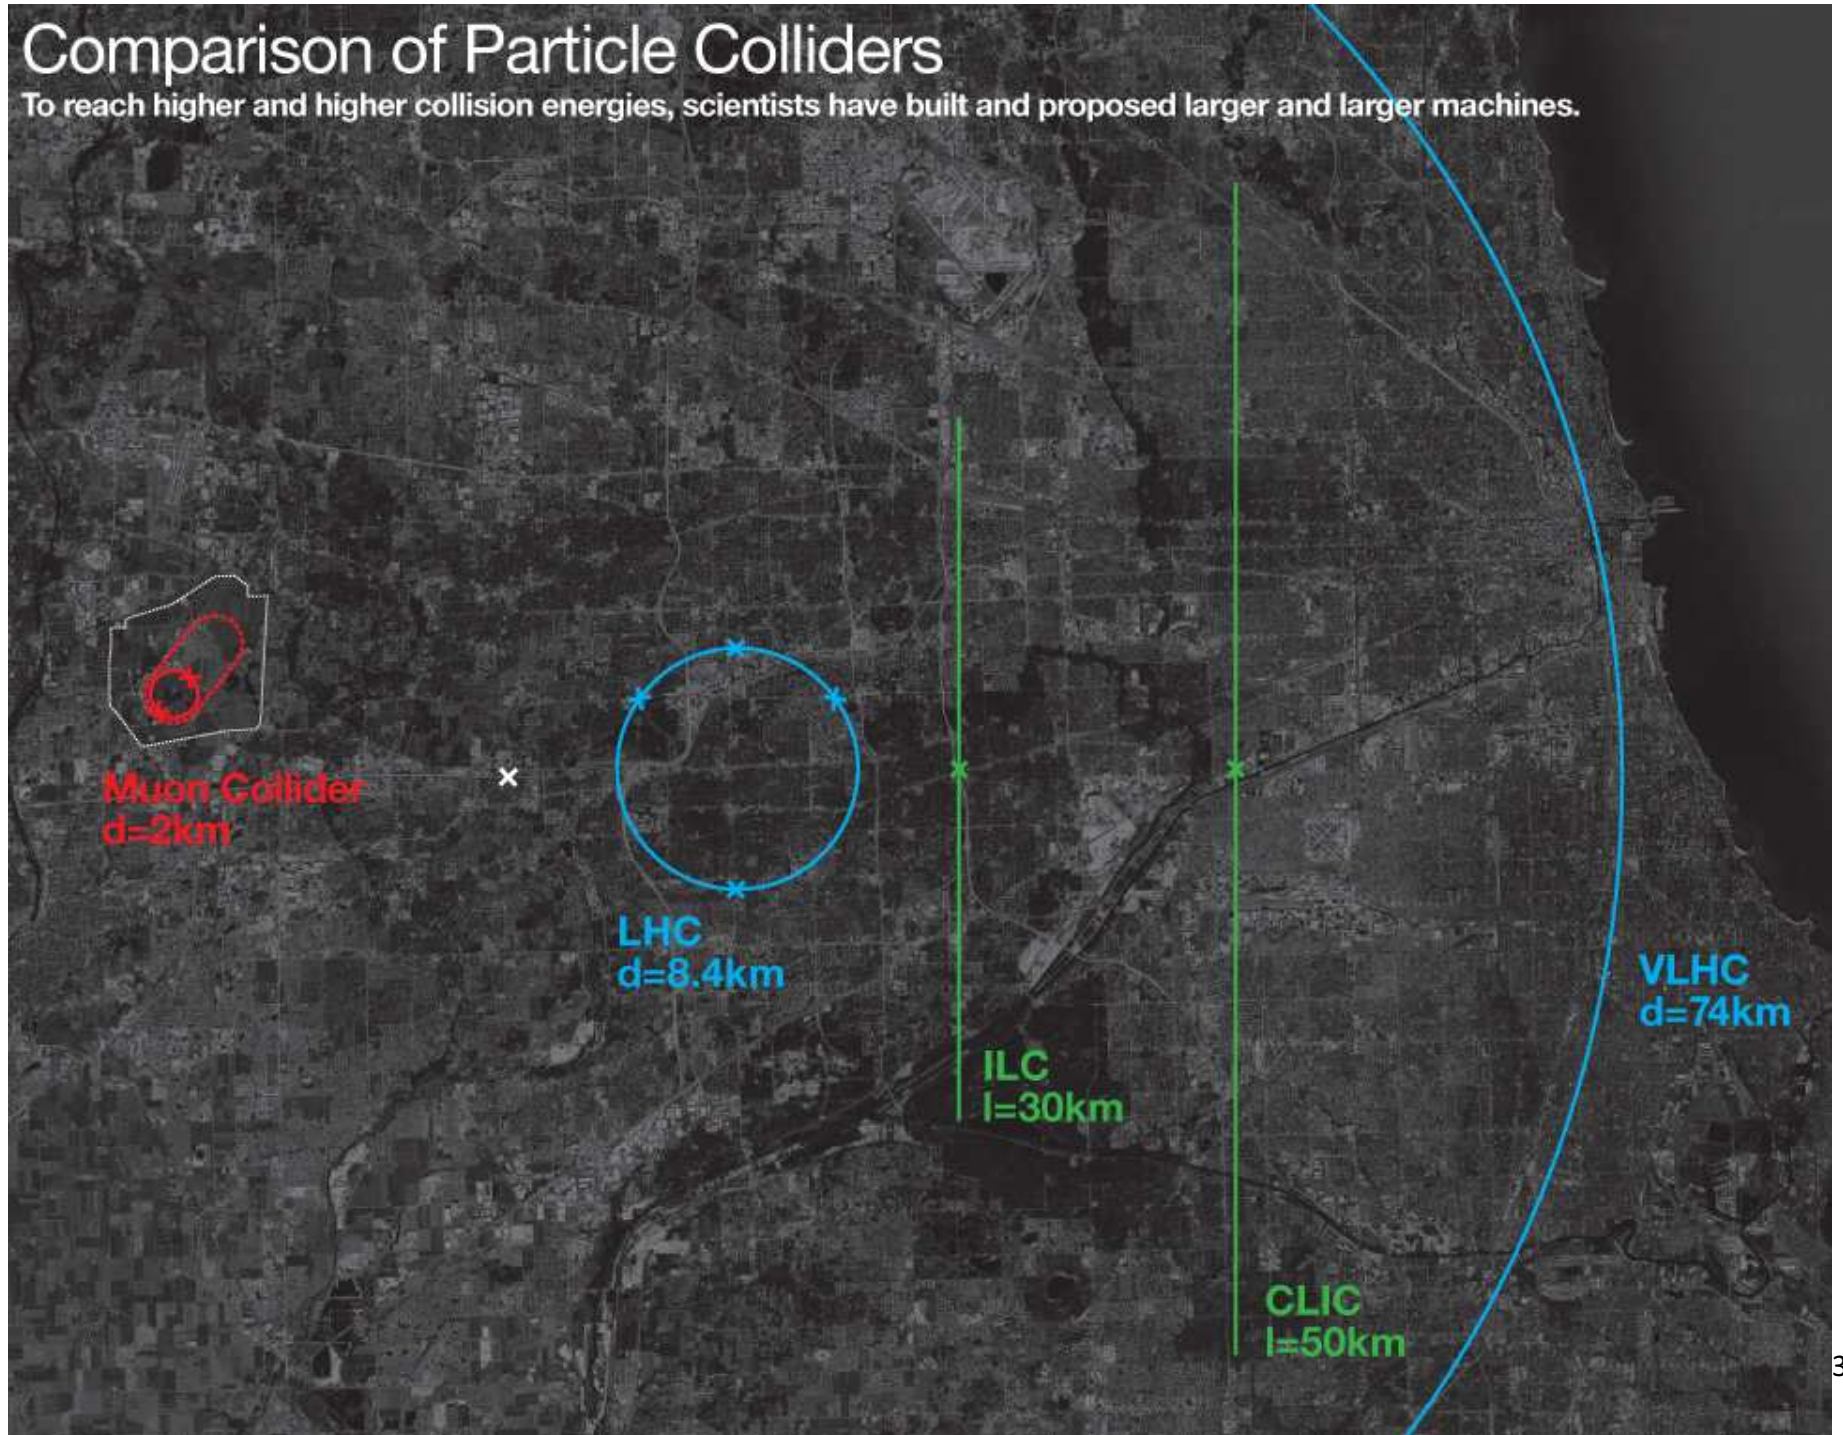 Comparison of Particle Colliders
To reach higher and higher collision energies, scientists have built and proposed larger and larger machines.
Muon Collider
d=2km
LHC
d=8.4km
ILC
l=30km
CLIC
l=50km
VLHC
d=74km
3